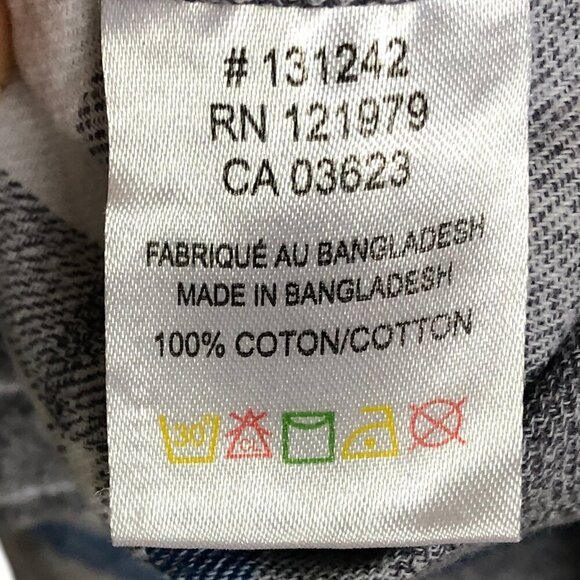 # 131242
RN 121979
CA 03623
FABRIQUÉ AU BANGLADESH
MADE IN BANGLADESH
100% COTON/COTTON
30°